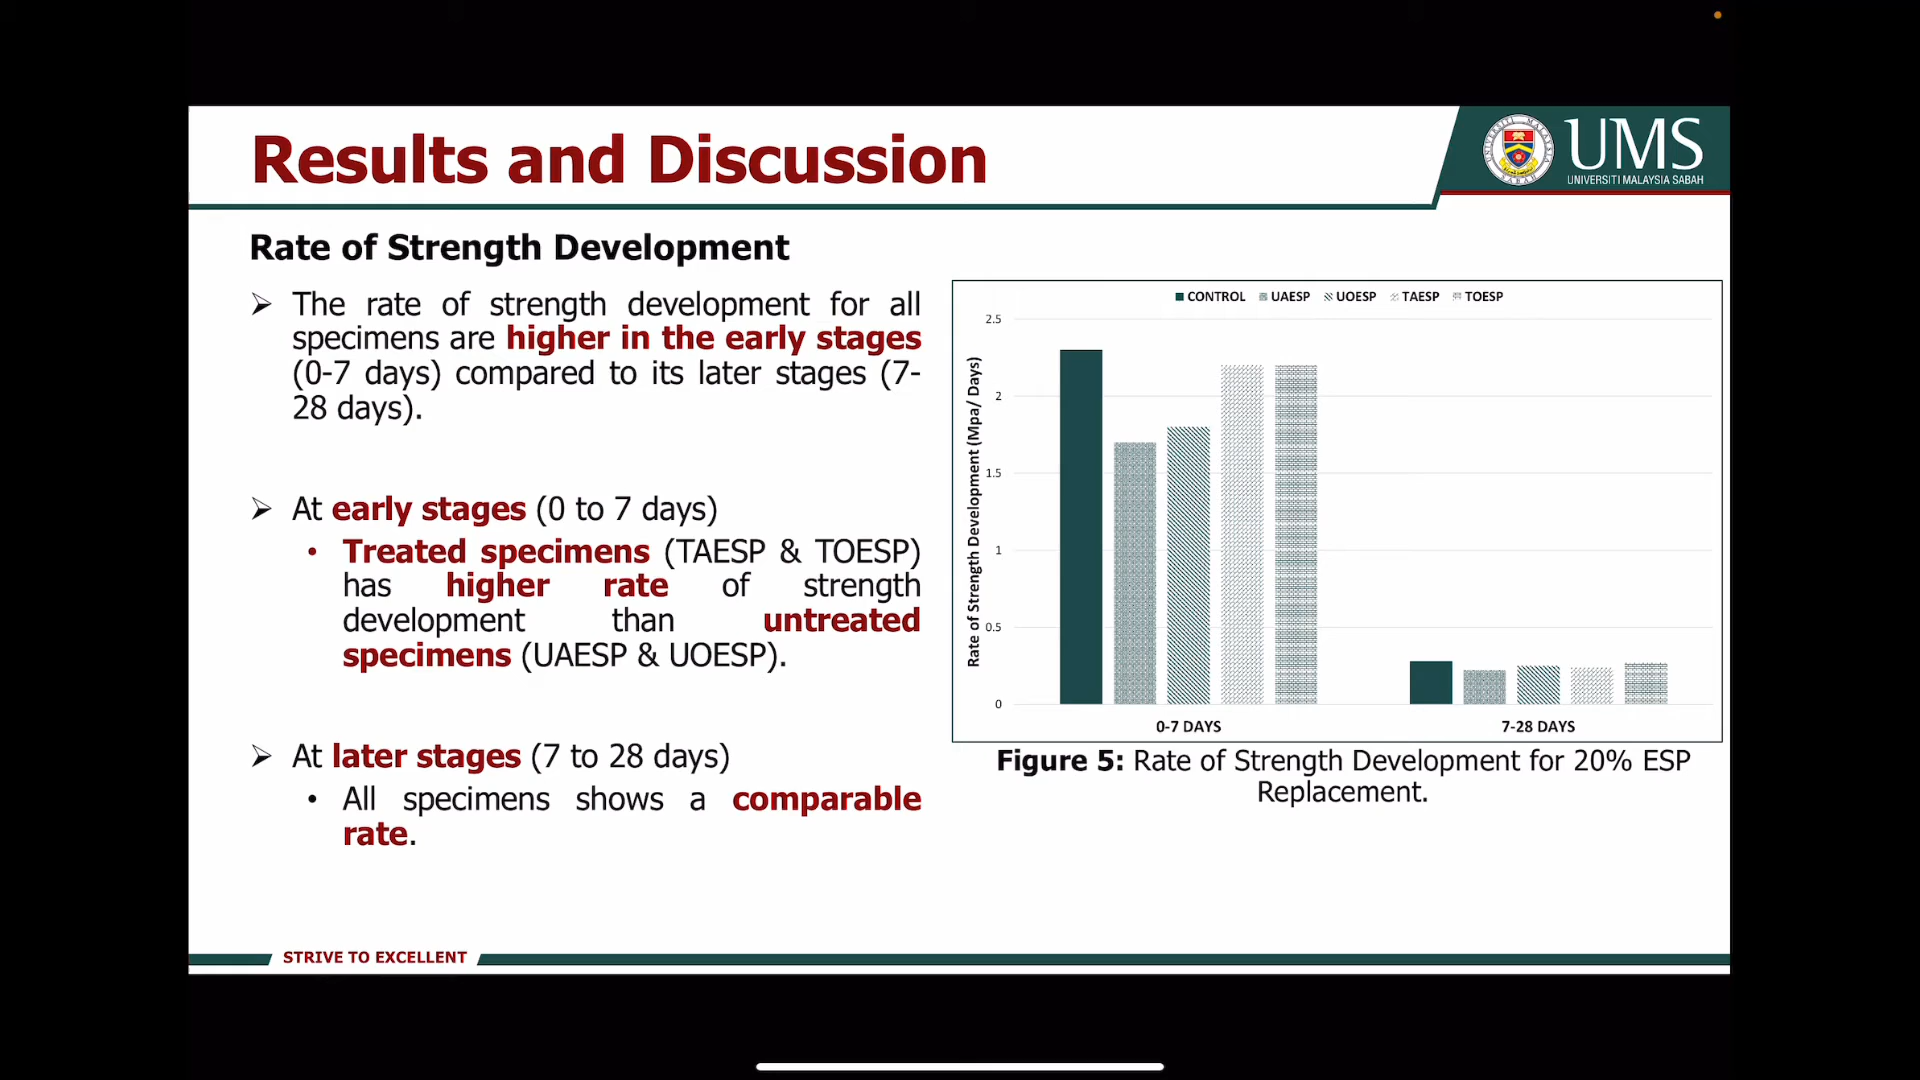 Results and Discussion
UMS
UNIVERSITI MALAYSIA SABAH
Rate of Strength Development
➢ The rate of strength development for all
specimens are higher in the early stages
(0-7 days) compared to its later stages (7-
28 days).
➢ At early stages (0 to 7 days)
• Treated specimens (TAESP & TOESP)
has higher rate of strength
development than untreated
specimens (UAESP & UOESP).
➢ At later stages (7 to 28 days)
• All specimens shows a comparable
rate.
CONTROL UAESP UOESP TAESP TOESP
Rate of Strength Development (Mpa/ Days)
2.5
2
1.5
1
0.5
0
0-7 DAYS 7-28 DAYS
Figure 5: Rate of Strength Development for 20% ESP
Replacement.
STRIVE TO EXCELLENT